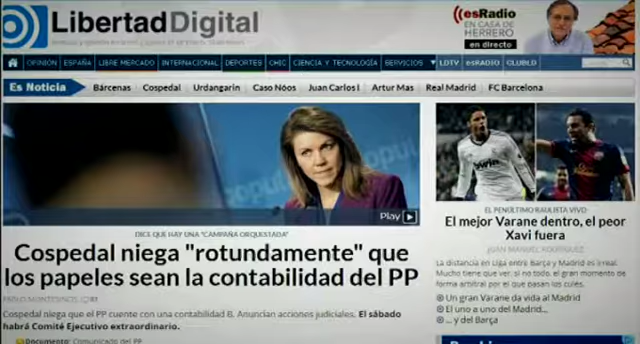 LibertadDigital
esRadio
EN CASA DE
HERRERO
en directo
OPINIÓN ESPAÑA LIBRE MERCADO INTERNACIONAL DEPORTES CHIC CIENCIA Y TECNOLOGÍA SERVICIOS LDTV esRADIO CLUBLD
Es Noticia Bárcenas Cospedal Urdangarin Caso Nóos Juan Carlos I Artur Mas Real Madrid FC Barcelona
Play
DICE QUE HAY UNA "CAMPAÑA ORQUESTADA"
Cospedal niega "rotundamente" que
los papeles sean la contabilidad del PP
Cospedal niega que el PP cuente con una contabilidad B. Anuncian acciones judiciales. El sábado
habrá Comité Ejecutivo extraordinario.
Documento: Comunicado del PP
EL PENÚLTIMO RAULISTA VIVO
El mejor Varane dentro, el peor
Xavi fuera
JUAN MANUEL RODRÍGUEZ
La distancia en Liga entre Barça y Madrid es irreal.
Mucho tiene que ver, si no todo, el gran momento de
forma arbitral por el que pasan los culés.
Un gran Varane da vida al Madrid
El uno a uno del Madrid...
... y del Barça